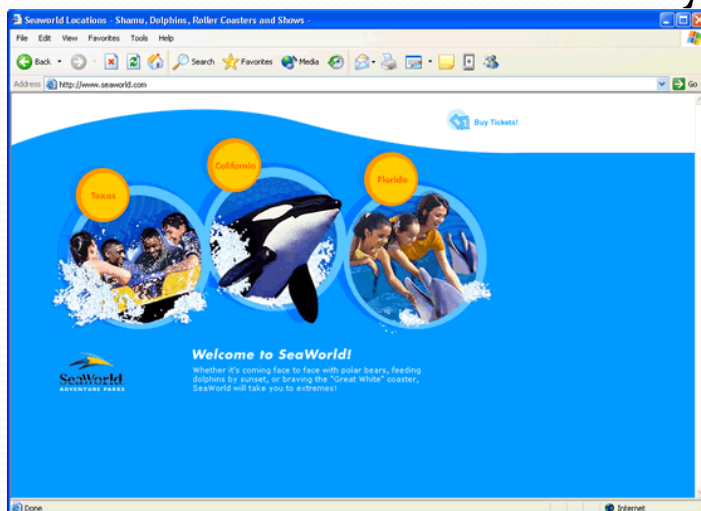 Seaworld Locations - Shamu, Dolphins, Roller Coasters and Shows -
File Edit View Favorites Tools Help
Back Search Favorites Media
Address http://www.seaworld.com Go
Buy Tickets!
California
Texas
Florida
Welcome to SeaWorld!
Whether it's coming face to face with polar bears, feeding
dolphins by sunset, or braving the "Great White" coaster,
SeaWorld will take you to extremes!
SeaWorld
ADVENTURE PARKS
Done Internet